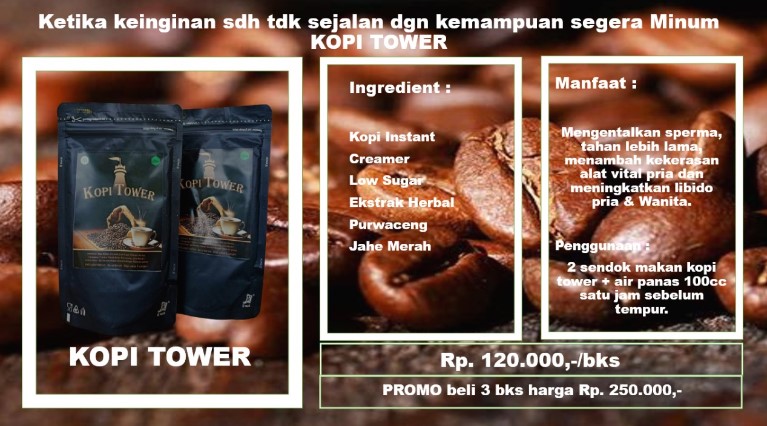 Ketika keinginan sdh tdk sejalan dgn kemampuan segera Minum
KOPI TOWER
KOPI TOWER
KOPI TOWER
KOPI TOWER
Ingredient :
Kopi Instant
Creamer
Low Sugar
Ekstrak Herbal
Purwaceng
Jahe Merah
Manfaat :
Mengentalkan sperma,
tahan lebih lama,
menambah kekerasan
alat vital pria dan
meningkatkan libido
pria & Wanita.
Penggunaan :
2 sendok makan kopi
tower + air panas 100cc
satu jam sebelum
tempur.
Rp. 120.000,-/bks
PROMO beli 3 bks harga Rp. 250.000,-